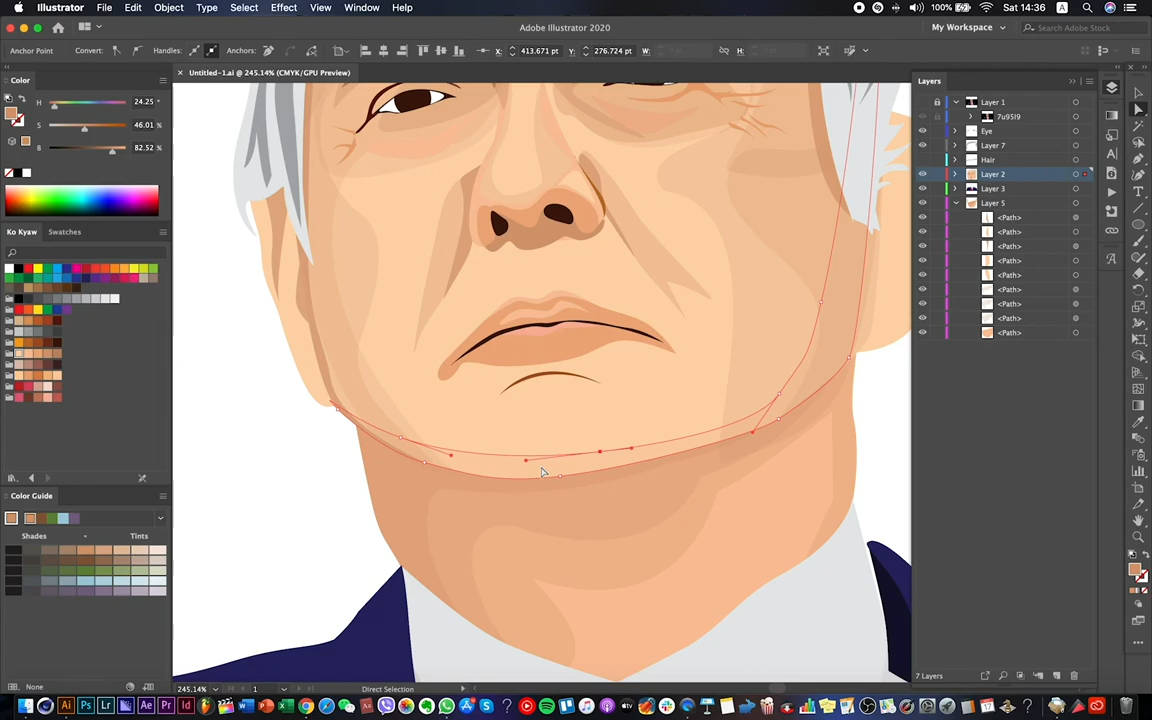 Illustrator File Edit Object Type Select Effect View Window Help 100% Sat 14:36 A
Adobe Illustrator 2020 My Workspace Search Adobe Stock
Anchor Point Convert: Handles: Anchors: X: 413.671 pt Y: 276.724 pt W: H:
Color
× Untitled-1.ai @ 245.14% (CMYK/GPU Preview)
Layers
H 24.25 °
S 46.01 %
B 82.52 %
Layer 1
7u95I9
Eye
Layer 7
Hair
Layer 2
Layer 3
Layer 5
<Path>
<Path>
<Path>
<Path>
<Path>
<Path>
<Path>
<Path>
<Path>
Ko Kyaw Swatches
Color Guide
Shades Tints
None
245.14% 1 Direct Selection
7 Layers